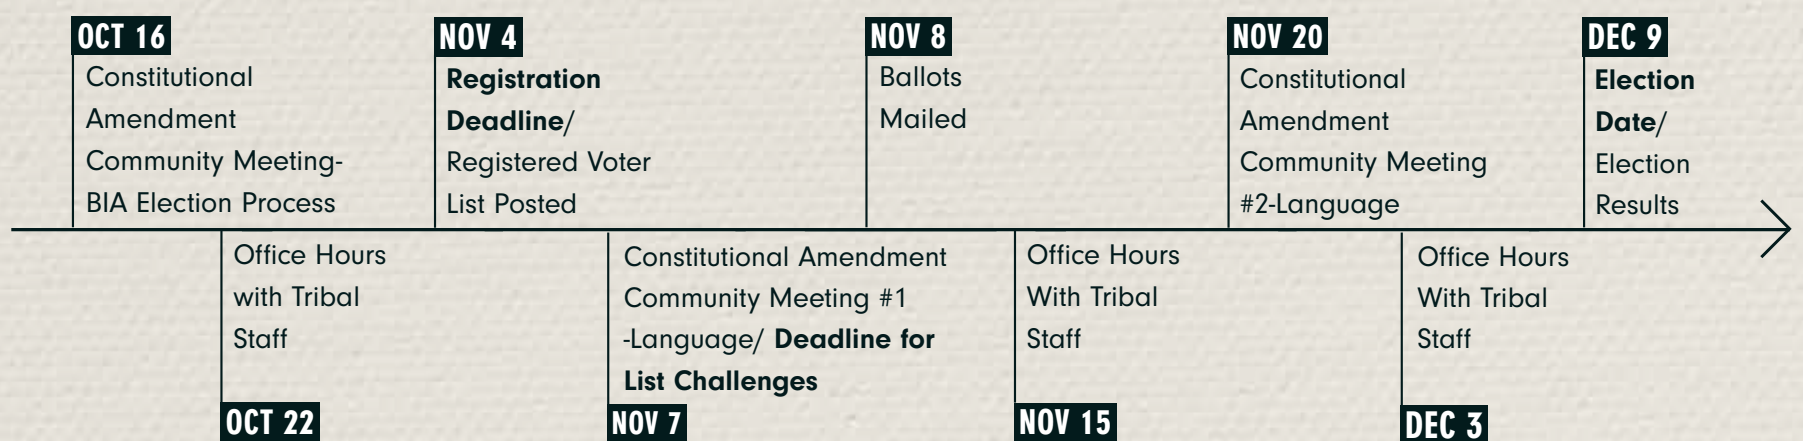 OCT 16
Constitutional
Amendment
Community Meeting-
BIA Election Process
NOV 4
Registration
Deadline/
Registered Voter
List Posted
NOV 8
Ballots
Mailed
NOV 20
Constitutional
Amendment
Community Meeting
#2-Language
DEC 9
Election
Date/
Election
Results
Office Hours
with Tribal
Staff
OCT 22
Constitutional Amendment
Community Meeting #1
-Language/ Deadline for
List Challenges
NOV 7
Office Hours
With Tribal
Staff
NOV 15
Office Hours
With Tribal
Staff
DEC 3